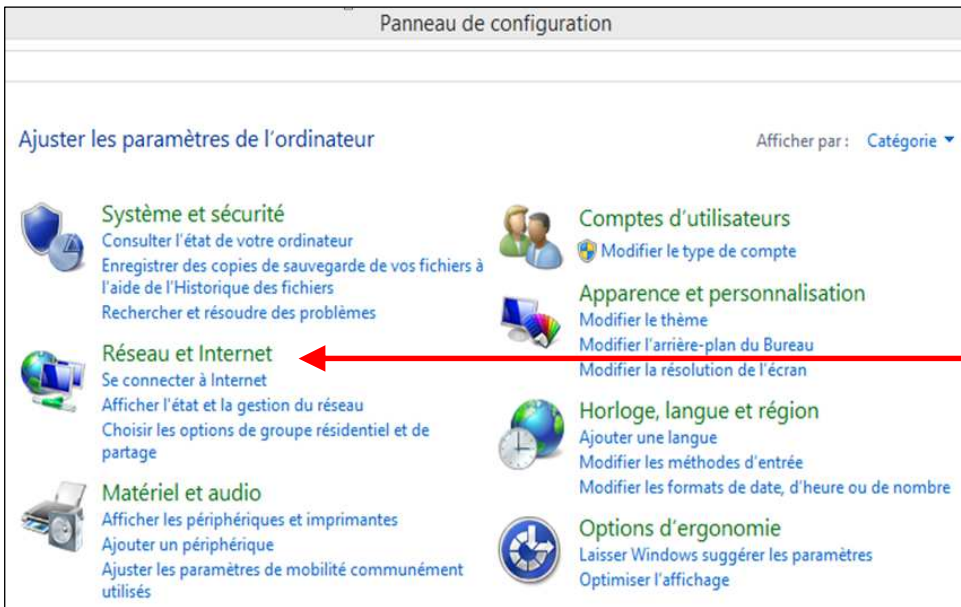 Panneau de configuration
Ajuster les paramètres de l'ordinateur
Afficher par :   Catégorie
Système et sécurité
Consulter l'état de votre ordinateur
Enregistrer des copies de sauvegarde de vos fichiers à
l'aide de l'Historique des fichiers
Rechercher et résoudre des problèmes
Réseau et Internet
Se connecter à Internet
Afficher l'état et la gestion du réseau
Choisir les options de groupe résidentiel et de
partage
Matériel et audio
Afficher les périphériques et imprimantes
Ajouter un périphérique
Ajuster les paramètres de mobilité communément
utilisés
Comptes d'utilisateurs
Modifier le type de compte
Apparence et personnalisation
Modifier le thème
Modifier l'arrière-plan du Bureau
Modifier la résolution de l'écran
Horloge, langue et région
Ajouter une langue
Modifier les méthodes d'entrée
Modifier les formats de date, d'heure ou de nombre
Options d'ergonomie
Laisser Windows suggérer les paramètres
Optimiser l'affichage